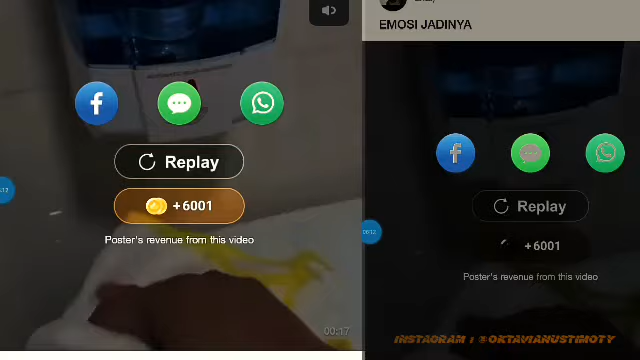 Replay
+6001
Poster's revenue from this video
00:17
EMOSI JADINYA
Replay
+6001
Poster's revenue from this video
INSTAGRAM : @OKTAVIANUSTIMOTY